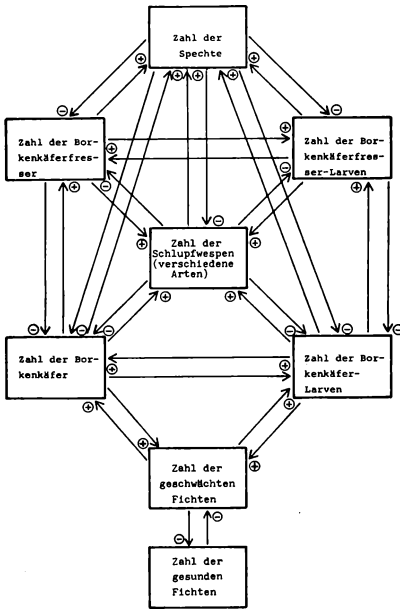 Zahl der
Spechte
Zahl der Bor-
kenkäferfres-
ser
Zahl der Bor-
kenkäferfres-
ser-Larven
Zahl der
Schlupfwespen
(verschiedene
Arten)
Zahl der Bor-
kenkäfer
Zahl der Bor-
kenkäfer-
Larven
Zahl der
geschwächten
Fichten
Zahl der
gesunden
Fichten